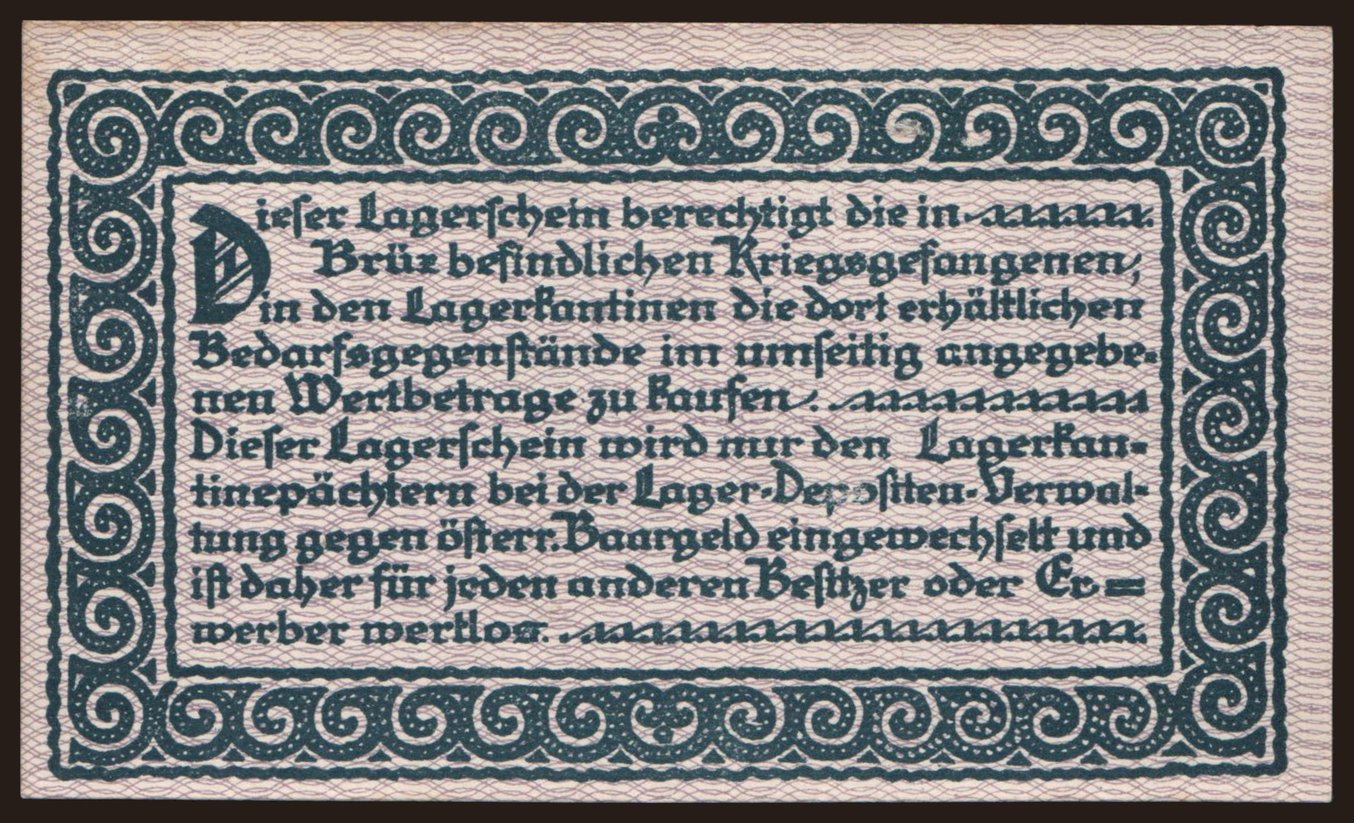 Dieser Lagerschein berechtigt die in
Brüx befindlichen Kriegsgefangenen,
in den Lagerkantinen die dort erhältlichen
Bedarfsgegenstände im umseitig angegebe-
nen Wertbetrage zu kaufen.
Dieser Lagerschein wird nur den Lagerkan-
tinepächtern bei der Lager-Depositen-Verwal-
tung gegen österr. Baargeld eingewechselt und
ist daher für jeden anderen Besitzer oder Er=
werber wertlos.